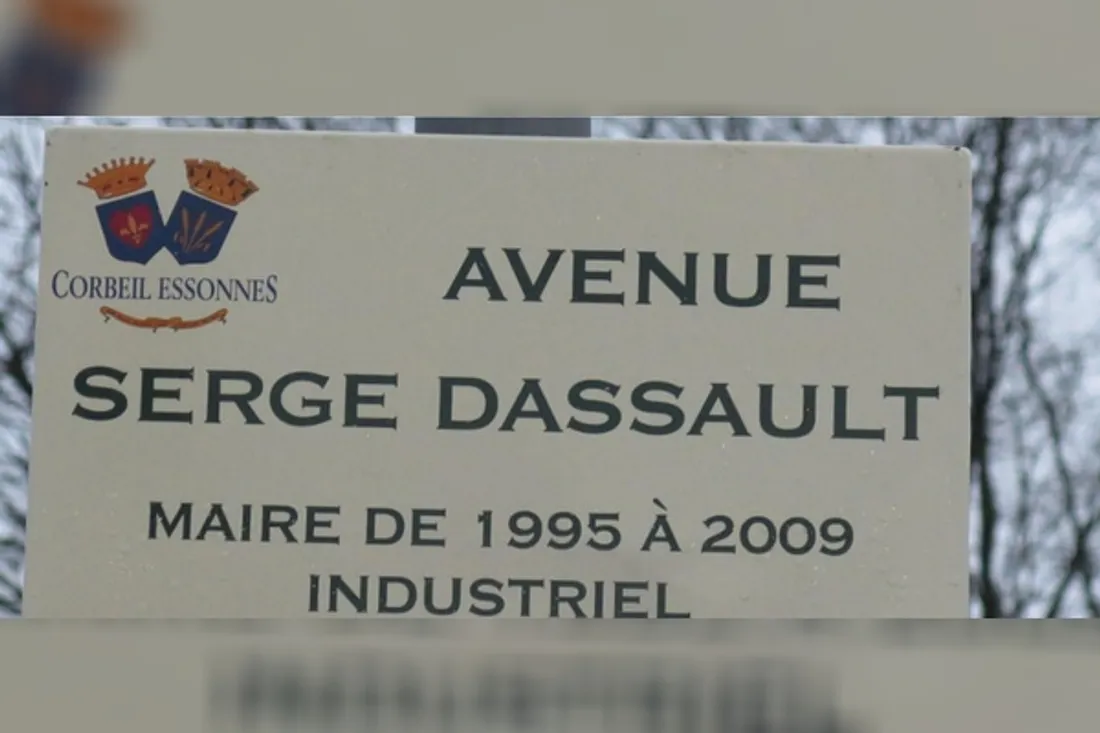 CORBEIL ESSONNES
AVENUE
SERGE DASSAULT
MAIRE DE 1995 À 2009
INDUSTRIEL